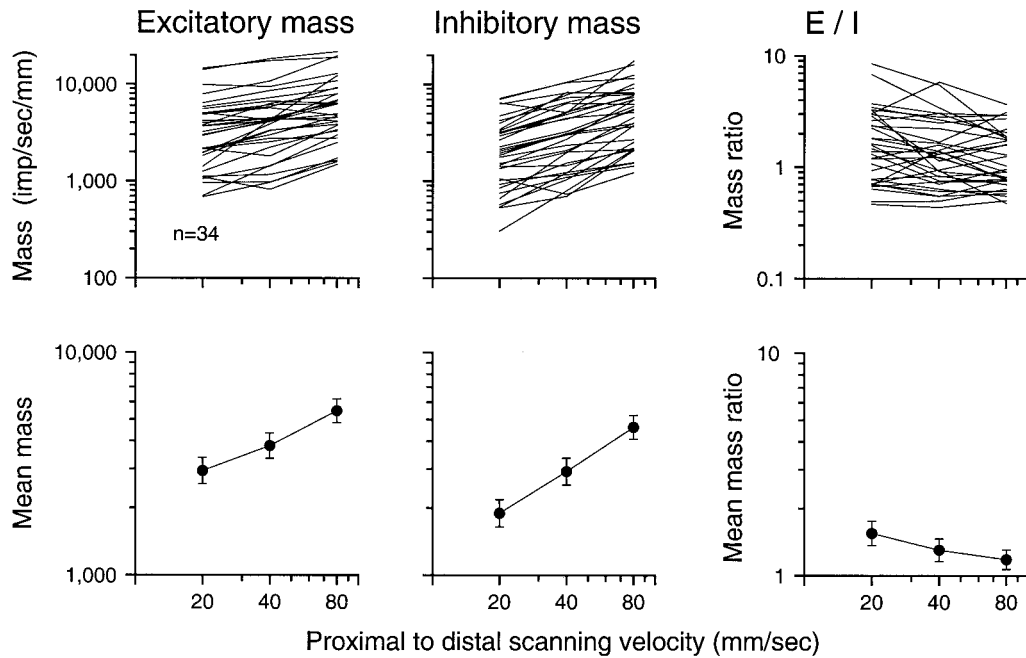 Excitatory mass
Inhibitory mass
E / I
Mass (imp/sec/mm)
10,000
1,000
100
n=34
Mass ratio
10
1
0.1
Mean mass
10,000
1,000
20 40 80
20 40 80
Mean mass ratio
10
1
20 40 80
Proximal to distal scanning velocity (mm/sec)